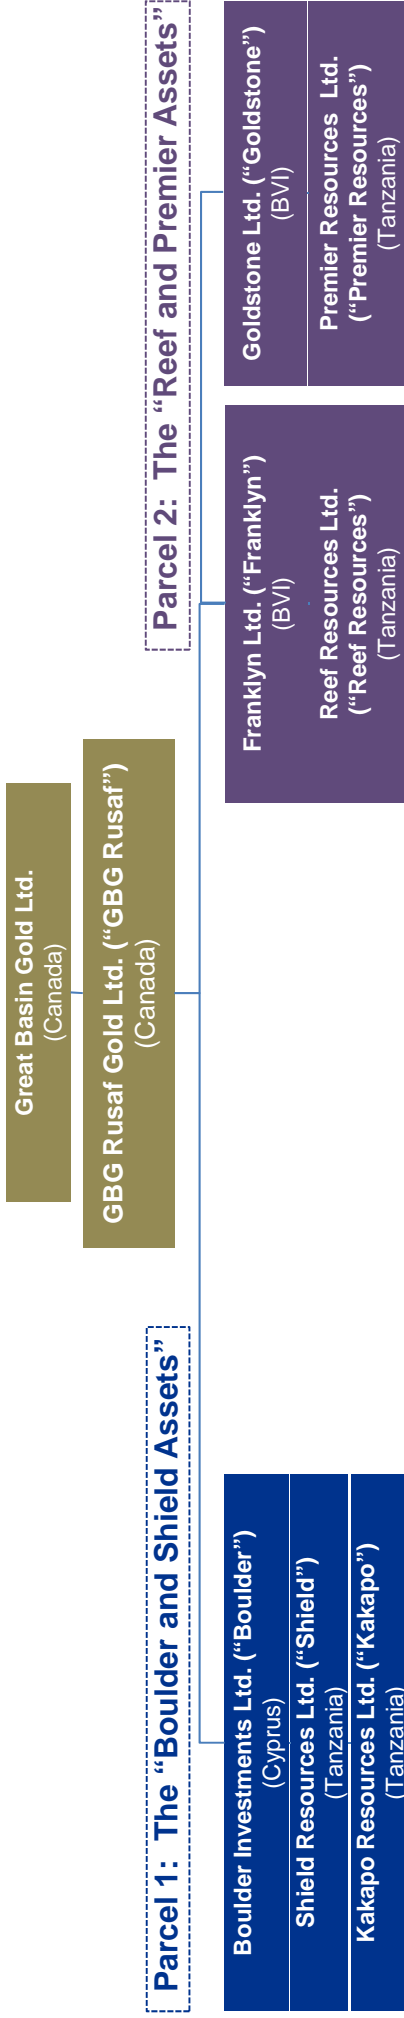 Great Basin Gold Ltd.
(Canada)
GBG Rusaf Gold Ltd. (“GBG Rusaf”)
(Canada)
Parcel 1:  The “Boulder and Shield Assets”
Parcel 2:  The “Reef and Premier Assets”
Boulder Investments Ltd. (“Boulder”)
(Cyprus)
Shield Resources Ltd. (“Shield”)
(Tanzania)
Kakapo Resources Ltd. (“Kakapo”)
(Tanzania)
Franklyn Ltd. (“Franklyn”)
(BVI)
Reef Resources Ltd.
(“Reef Resources”)
(Tanzania)
Goldstone Ltd. (“Goldstone”)
(BVI)
Premier Resources  Ltd.
(“Premier Resources”)
(Tanzania)